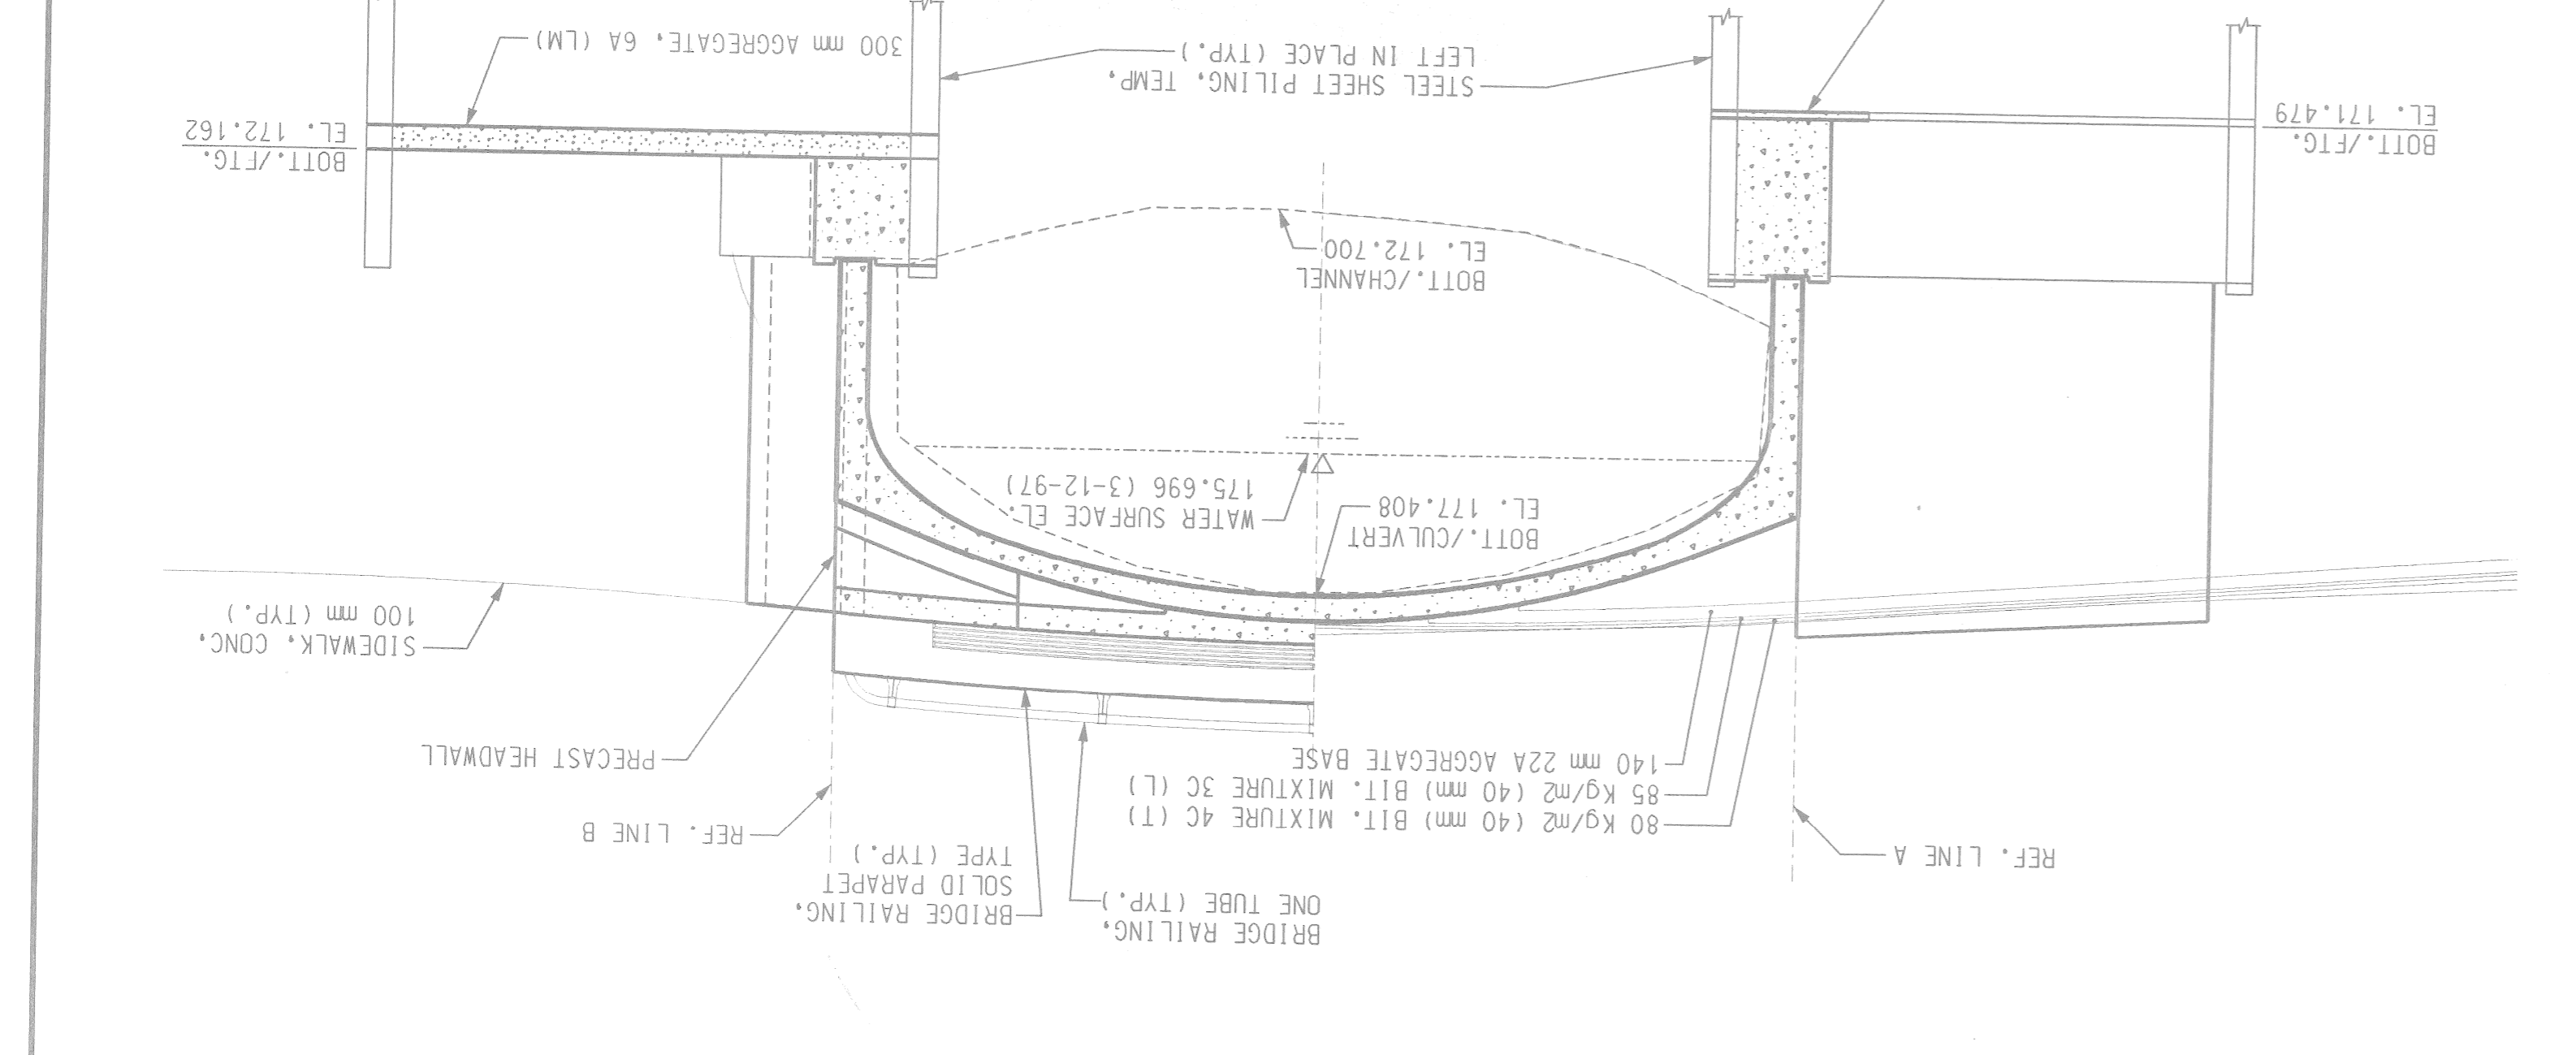 BRIDGE RAILING,
ONE TUBE (TYP.)
BRIDGE RAILING,
SOLID PARAPET
TYPE (TYP.)
REF. LINE A
REF. LINE B
80 Kg/m2 (40 mm) BIT. MIXTURE 4C (T)
85 Kg/m2 (40 mm) BIT. MIXTURE 3C (L)
140 mm 22A AGGREGATE BASE
PRECAST HEADWALL
SIDEWALK, CONC,
100 mm (TYP.)
BOTT./CULVERT
EL. 177.408
WATER SURFACE EL.
175.696 (3-12-97)
BOTT./CHANNEL
EL. 172.700
BOTT./FTG.
EL. 171.479
BOTT./FTG.
EL. 172.162
STEEL SHEET PILING, TEMP,
LEFT IN PLACE (TYP.)
300 mm AGGREGATE, 6A (LM)